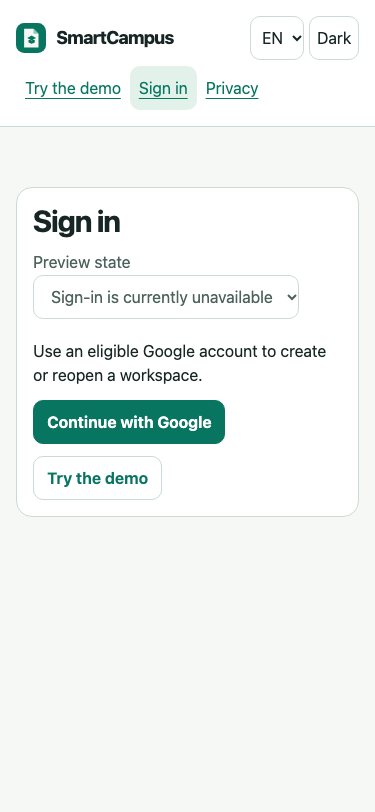 SmartCampus
EN
Dark
Try the demo
Sign in
Privacy
Sign in
Preview state
Sign-in is currently unavailable
Use an eligible Google account to create
or reopen a workspace.
Continue with Google
Try the demo